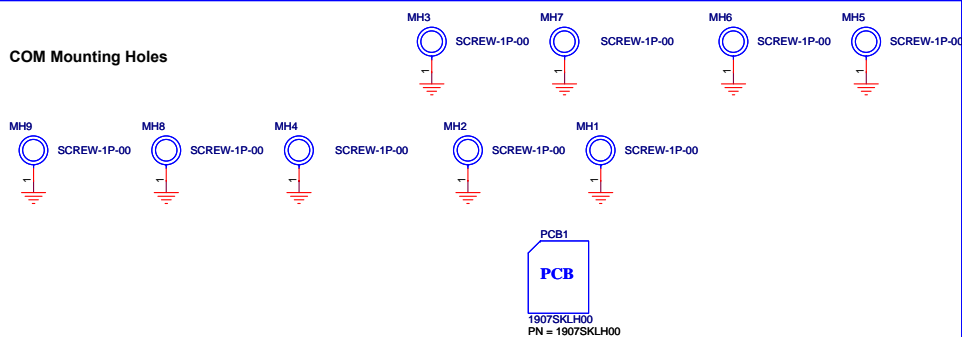 MH3 MH7 MH6 MH5
SCREW-1P-00 SCREW-1P-00 SCREW-1P-00 SCREW-1P-00
COM Mounting Holes
1 1 1 1
MH9 MH8 MH4 MH2 MH1
SCREW-1P-00 SCREW-1P-00 SCREW-1P-00 SCREW-1P-00 SCREW-1P-00
1 1 1 1 1
PCB1
PCB
1907SKLH00
PN = 1907SKLH00